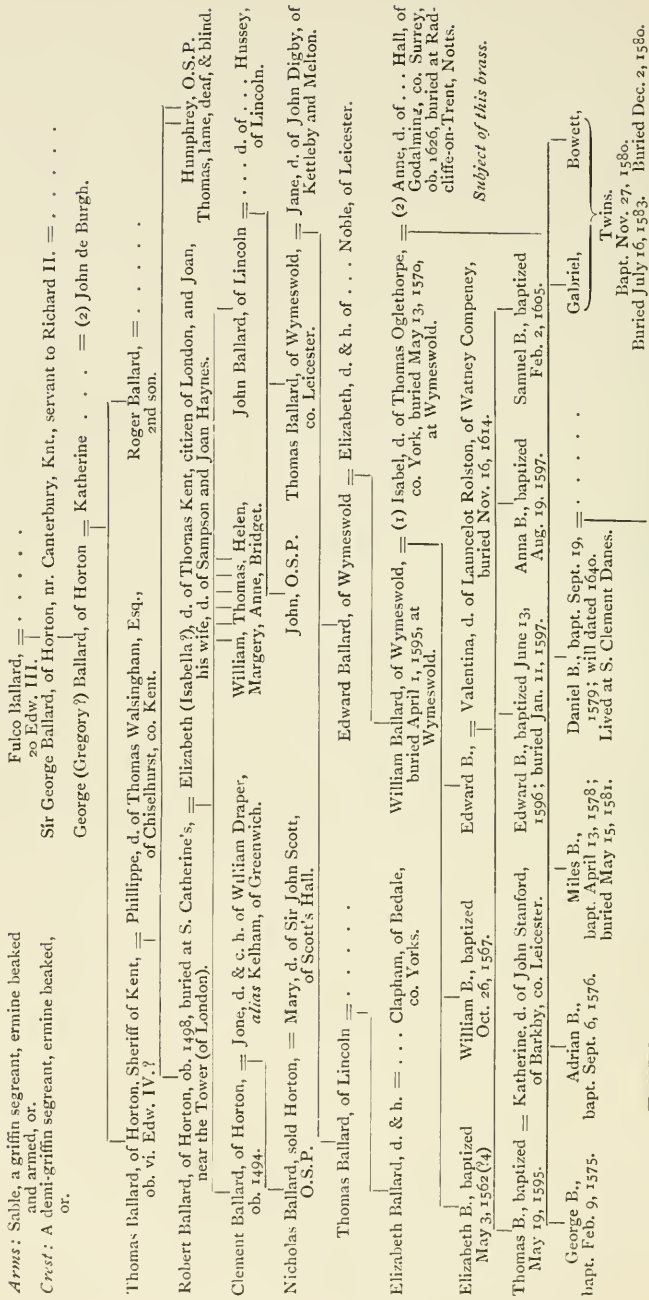 Arms: Sable, a griffin segreant, ermine beaked
and armed, or.
Crest: A demi-griffin segreant, ermine beaked,
or.
Fulco Ballard, = . . . . .
20 Edw. III.
Sir George Ballard, of Horton, nr. Canterbury, Knt., servant to Richard II. = . . . . . .
George (Gregory?) Ballard, of Horton = Katherine . . . = (2) John de Burgh.
Thomas Ballard, of Horton, Sheriff of Kent, = Phillippe, d. of Thomas Walsingham, Esq.,
ob. vi. Edw. IV.? of Chiselhurst, co. Kent.
Roger Ballard, = . . . . . .
2nd son.
Robert Ballard, of Horton, ob. 1498, buried at S. Catherine's, = Elizabeth (Isabella?), d. of Thomas Kent, citizen of London, and Joan,
near the Tower (of London). his wife, d. of Sampson and Joan Haynes.
Humphrey, O.S.P.
Thomas, lame, deaf, & blind.
Clement Ballard, of Horton, = Jone, d. & c. h. of William Draper,
ob. 1494. alias Kelham, of Greenwich.
William, Thomas, Helen,
Margery, Anne, Bridget.
John Ballard, of Lincoln = . . . d. of . . . Hussey,
of Lincoln.
Nicholas Ballard, sold Horton, = Mary, d. of Sir John Scott,
O.S.P. of Scott's Hall.
John, O.S.P.
Thomas Ballard, of Wymeswold, = Jane, d. of John Digby, of
co. Leicester. Kettleby and Melton.
Thomas Ballard, of Lincoln = . . . . .
Edward Ballard, of Wymeswold = Elizabeth, d. & h. of . . . . Noble, of Leicester.
Elizabeth Ballard, d. & h. = . . . . Clapham, of Bedale,
co. Yorks.
William Ballard, of Wymeswold, = (1) Isabel, d. of Thomas Oglethorpe, = (2) Anne, d. of . . . Hall, of
buried April 1, 1595, at co. York, buried May 13, 1570, Godalming, co. Surrey,
Wymeswold. at Wymeswold. ob. 1626, buried at Rad-
cliffe-on-Trent, Notts.
Subject of this brass.
Elizabeth B., baptized
May 3, 1562 (?4)
William B., baptized
Oct. 26, 1567.
Edward B., = Valentina, d. of Launcelot Rolston, of Watney Compeney,
buried Nov. 16, 1614.
Thomas B., baptized = Katherine, d. of John Stanford,
May 19, 1595. of Barkby, co. Leicester.
Edward B., baptized June 13,
1596; buried Jan. 11, 1597.
Anna B., baptized
Aug. 19, 1597.
Samuel B., baptized
Feb. 2, 1605.
George B.,
bapt. Feb. 9, 1575.
Adrian B.,
bapt. Sept. 6, 1576.
Miles B.,
bapt. April 13, 1578;
buried May 15, 1581.
Daniel B., bapt. Sept. 19, = . . . . . .
1579; will dated 1640.
Lived at S. Clement Danes.
Gabriel, Bowett,
Twins.
Bapt. Nov. 27, 1580.
Buried July 16, 1583. Buried Dec. 2, 1580.